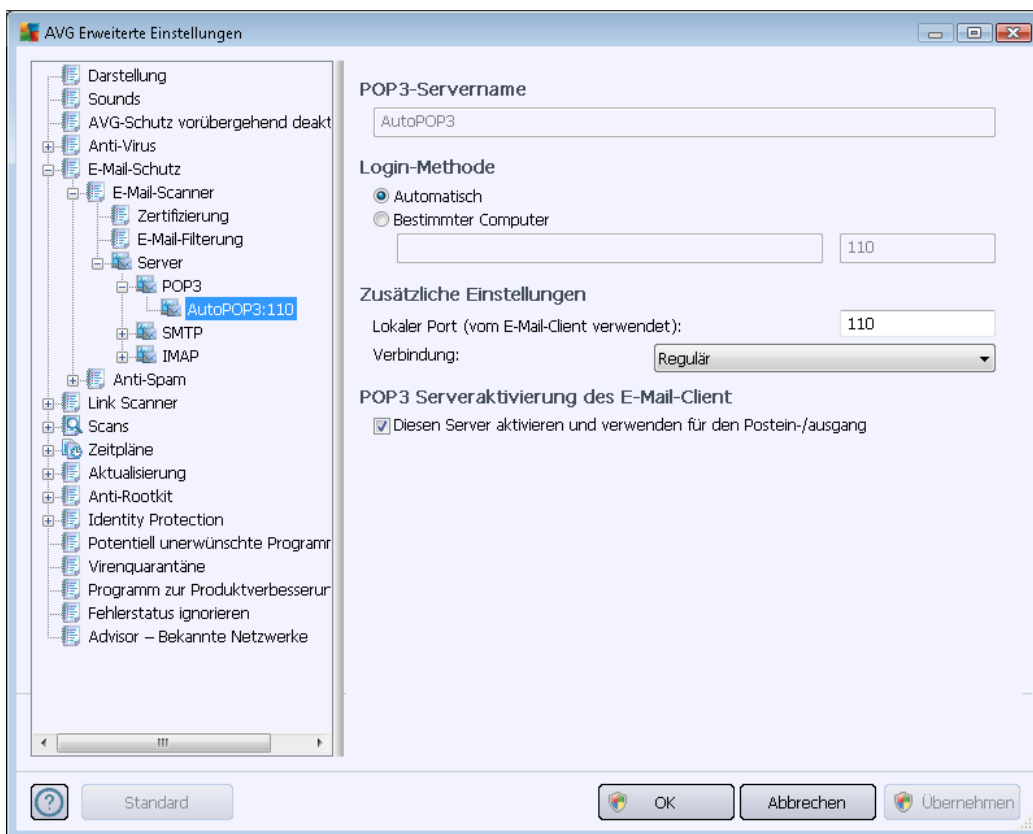 AVG Erweiterte Einstellungen
Darstellung
Sounds
AVG-Schutz vorübergehend deakt
Anti-Virus
E-Mail-Schutz
E-Mail-Scanner
Zertifizierung
E-Mail-Filterung
Server
POP3
AutoPOP3:110
SMTP
IMAP
Anti-Spam
Link Scanner
Scans
Zeitpläne
Aktualisierung
Anti-Rootkit
Identity Protection
Potentiell unerwünschte Programr
Virenquarantäne
Programm zur Produktverbesserur
Fehlerstatus ignorieren
Advisor – Bekannte Netzwerke
POP3-Servername
AutoPOP3
Login-Methode
Automatisch
Bestimmter Computer
110
Zusätzliche Einstellungen
Lokaler Port (vom E-Mail-Client verwendet): 110
Verbindung: Regulär
POP3 Serveraktivierung des E-Mail-Client
Diesen Server aktivieren und verwenden für den Postein-/ausgang
Standard
OK
Abbrechen
Übernehmen